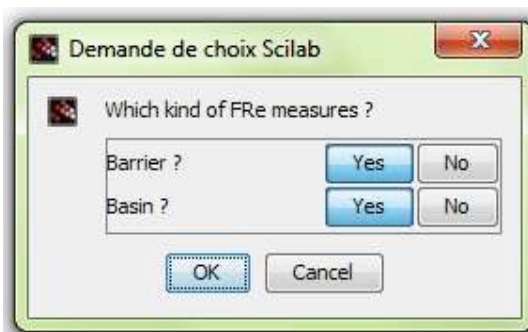 Demande de choix Scilab
Which kind of FRe measures ?
Barrier ? Yes No
Basin ? Yes No
OK Cancel